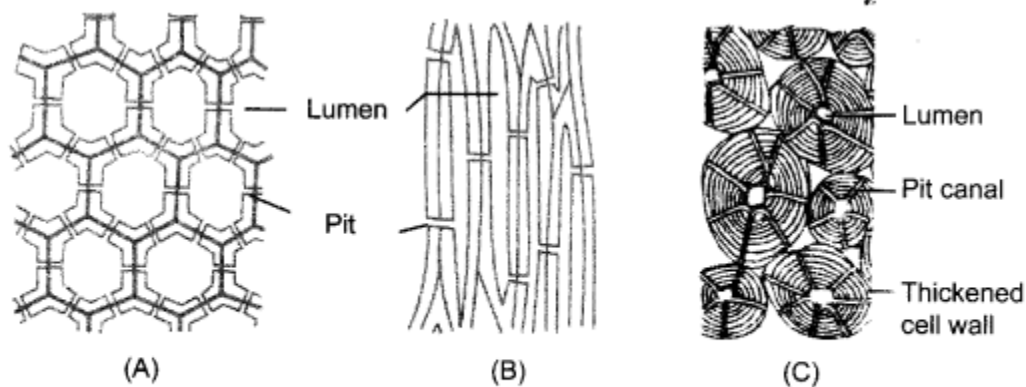 Lumen
Pit
Lumen
Pit canal
Thickened
cell wall
(A)
(B)
(C)